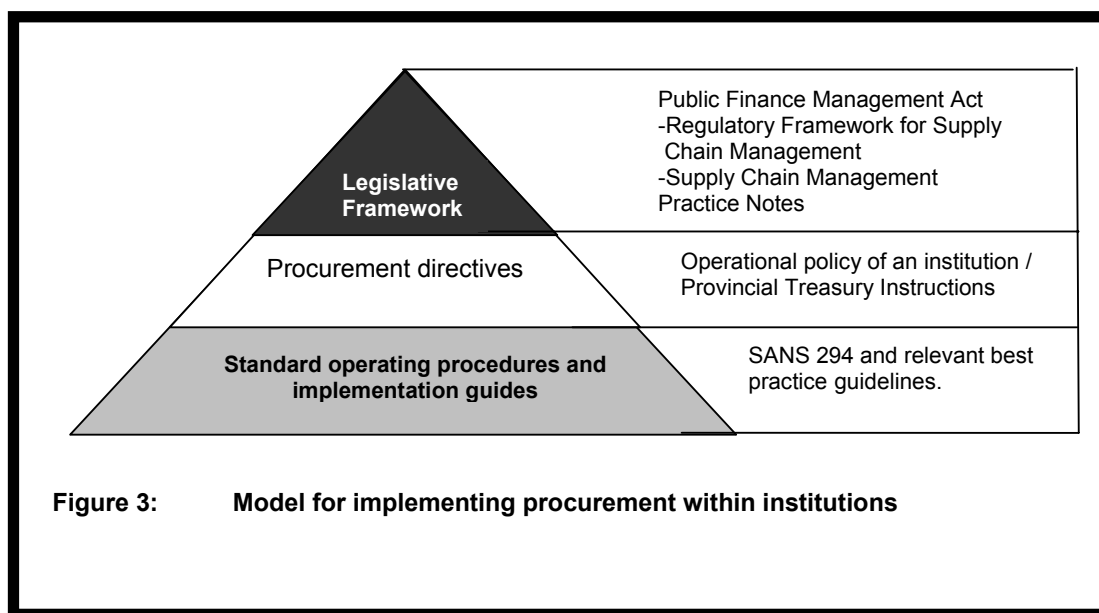 Public Finance Management Act
-Regulatory Framework for Supply
Chain Management
-Supply Chain Management
Practice Notes
Legislative
Framework
Procurement directives
Operational policy of an institution /
Provincial Treasury Instructions
Standard operating procedures and
implementation guides
SANS 294 and relevant best
practice guidelines.
Figure 3: Model for implementing procurement within institutions